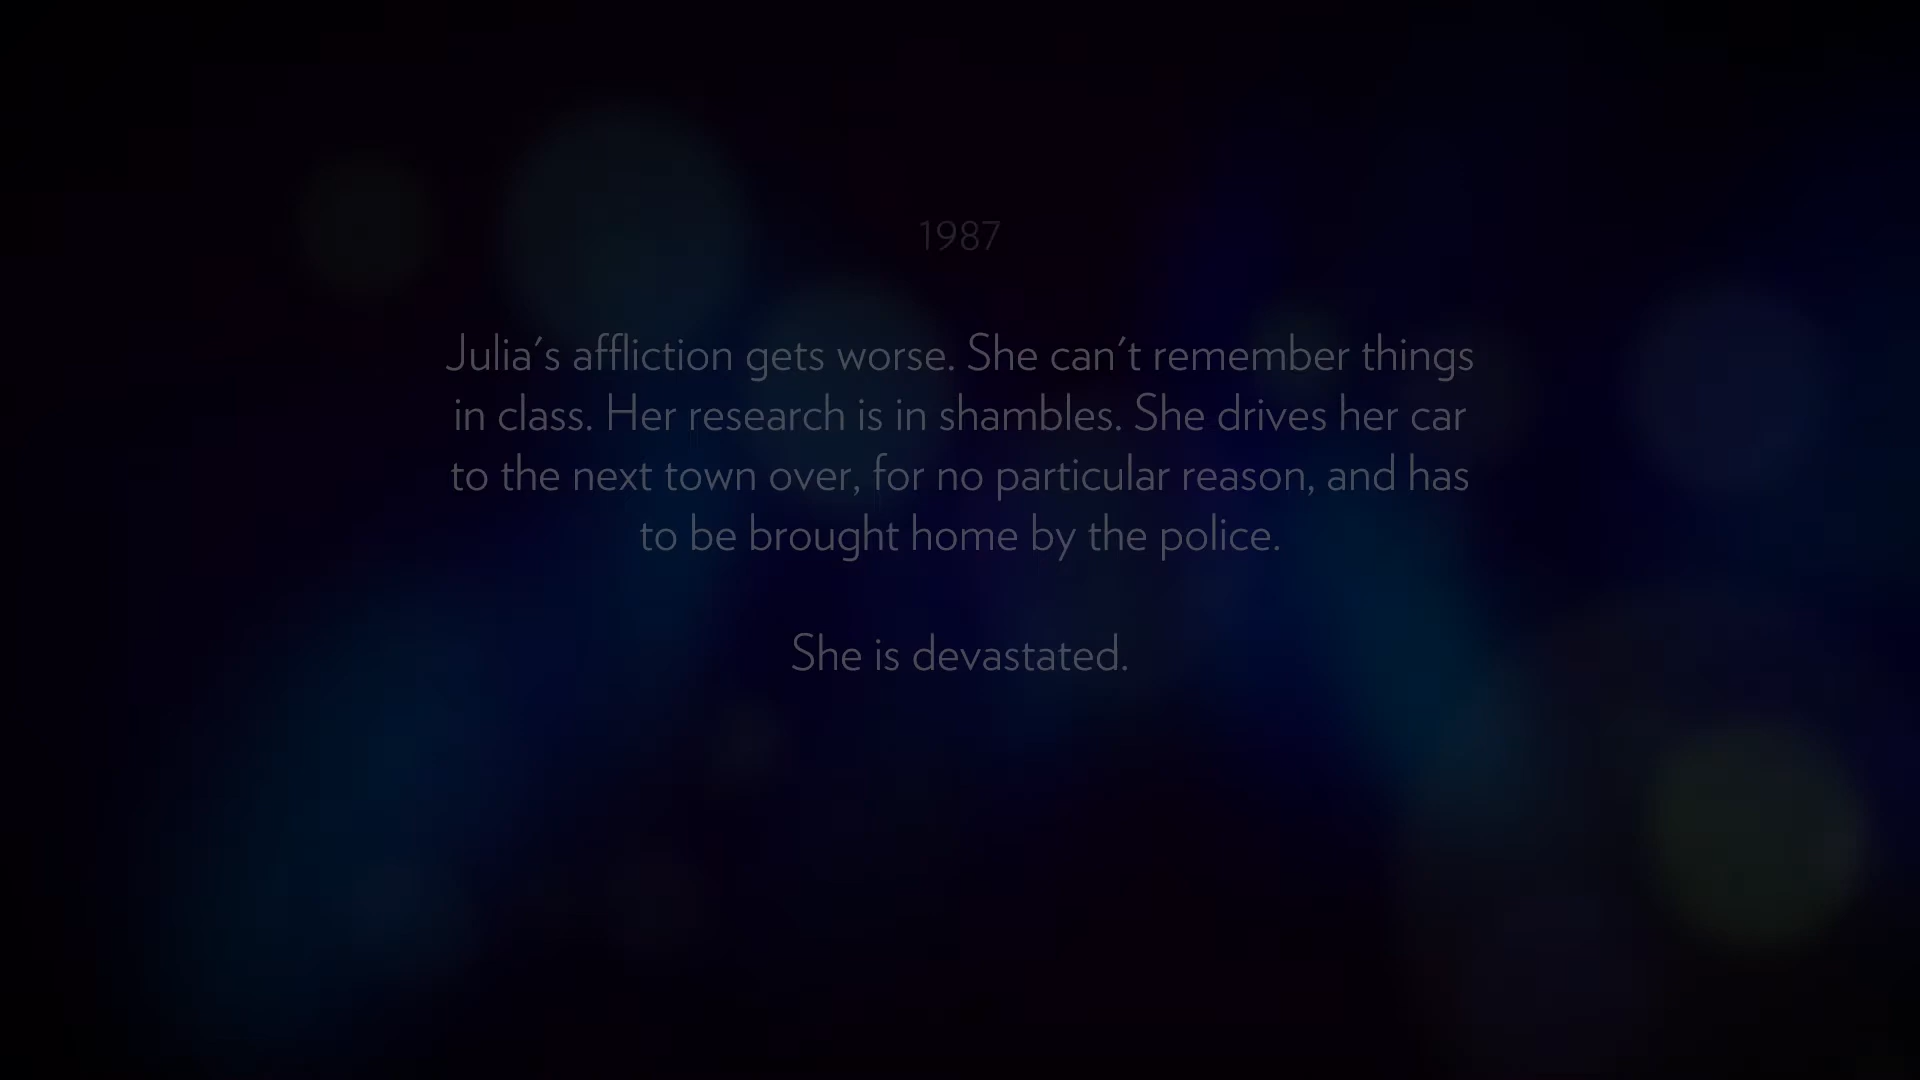 1987
Julia's affliction gets worse. She can't remember things
in class. Her research is in shambles. She drives her car
to the next town over, for no particular reason, and has
to be brought home by the police.
She is devastated.